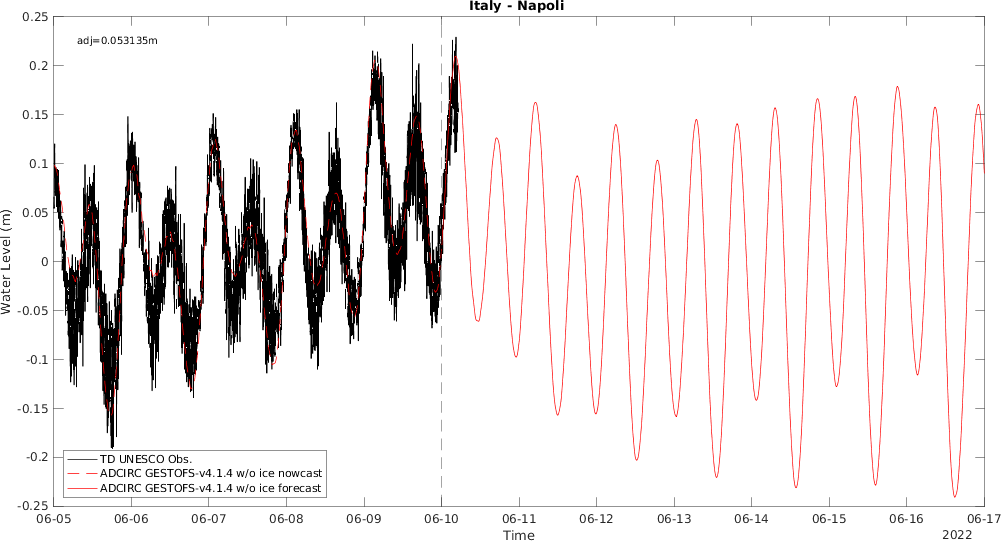 Italy - Napoli
adj=0.053135m
0.25
0.2
0.15
0.1
0.05
0
-0.05
-0.1
-0.15
-0.2
-0.25
Water Level (m)
TD UNESCO Obs.
ADCIRC GESTOFS-v4.1.4 w/o ice nowcast
ADCIRC GESTOFS-v4.1.4 w/o ice forecast
06-05 06-06 06-07 06-08 06-09 06-10 06-11 06-12 06-13 06-14 06-15 06-16 06-17
Time
2022